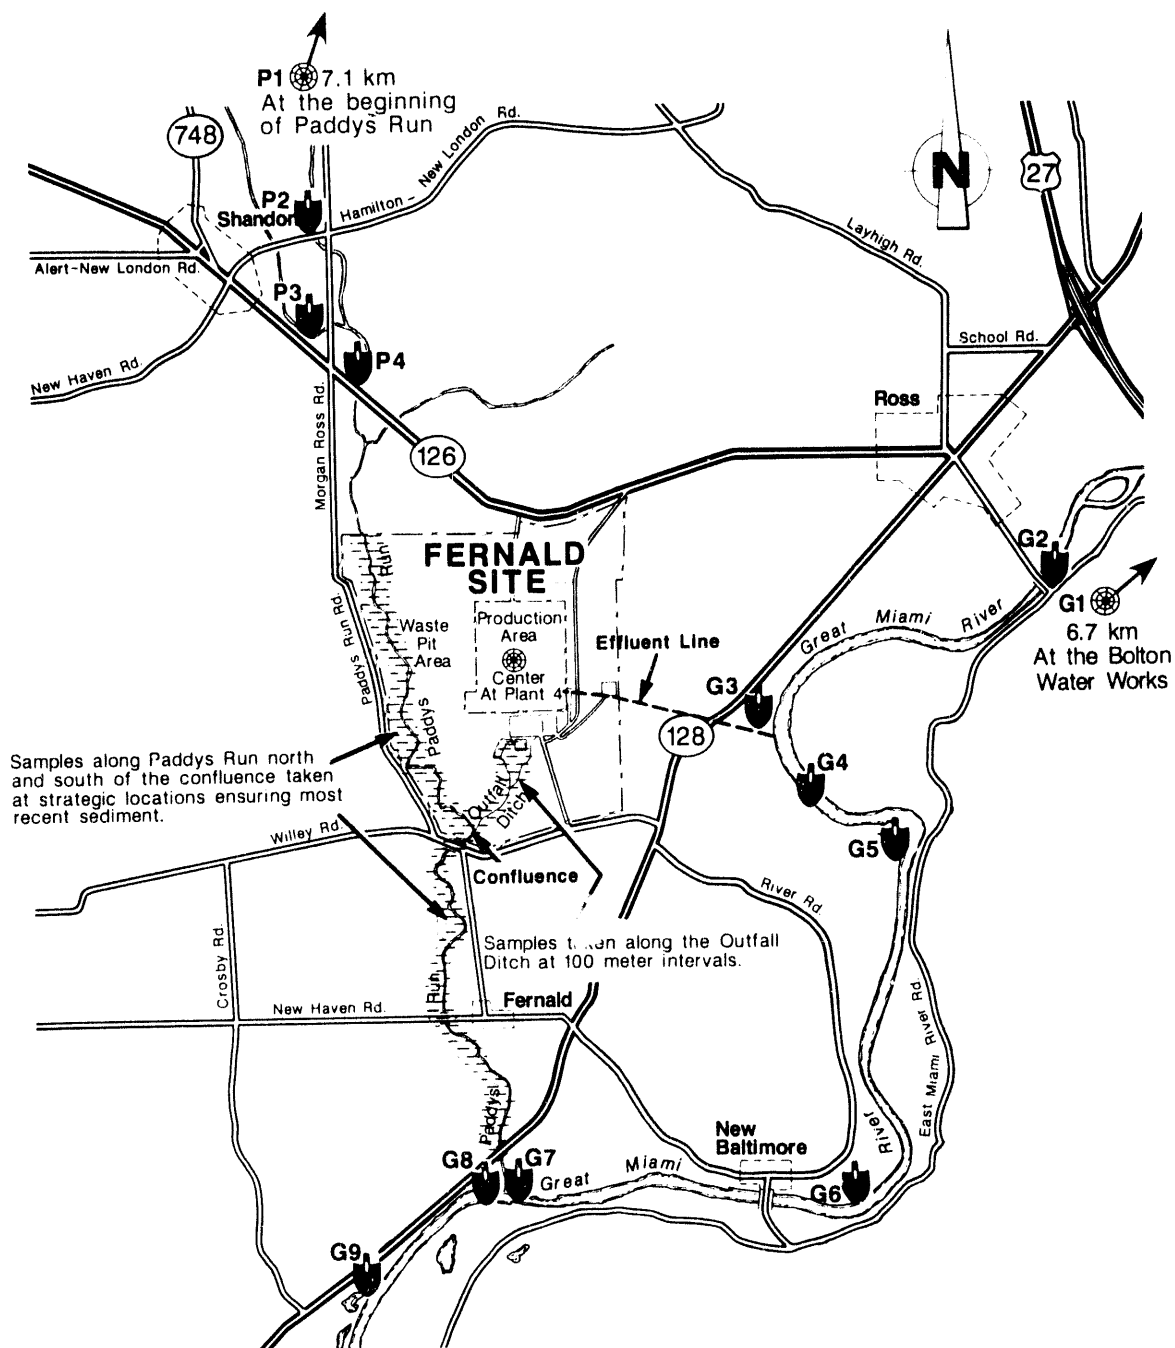 P1 7.1 km
At the beginning
of Paddys Run
748
New London Rd.
Hamilton –
N
27
P2
Shandon
Layhigh Rd.
Alert-New London Rd.
P3
School Rd.
P4
New Haven Rd.
Ross
Morgan Ross Rd.
126
G2
FERNALD
SITE
Run
G1
6.7 km
At the Bolton
Water Works
Great Miami River
Production
Area
Center
At Plant 4
Waste
Pit
Area
Effluent Line
Paddys Run Rd.
G3
Paddys
128
G4
Samples along Paddys Run north
and south of the confluence taken
at strategic locations ensuring most
recent sediment.
Outfall
Ditch
Willey Rd.
G5
Confluence
River Rd.
Samples along the Outfall
Ditch at 100 meter intervals.
Crosby Rd.
Run
Fernald
New Haven Rd.
East Miami River Rd.
Paddys
River
New
Baltimore
G8
G7
Great Miami
G6
G9